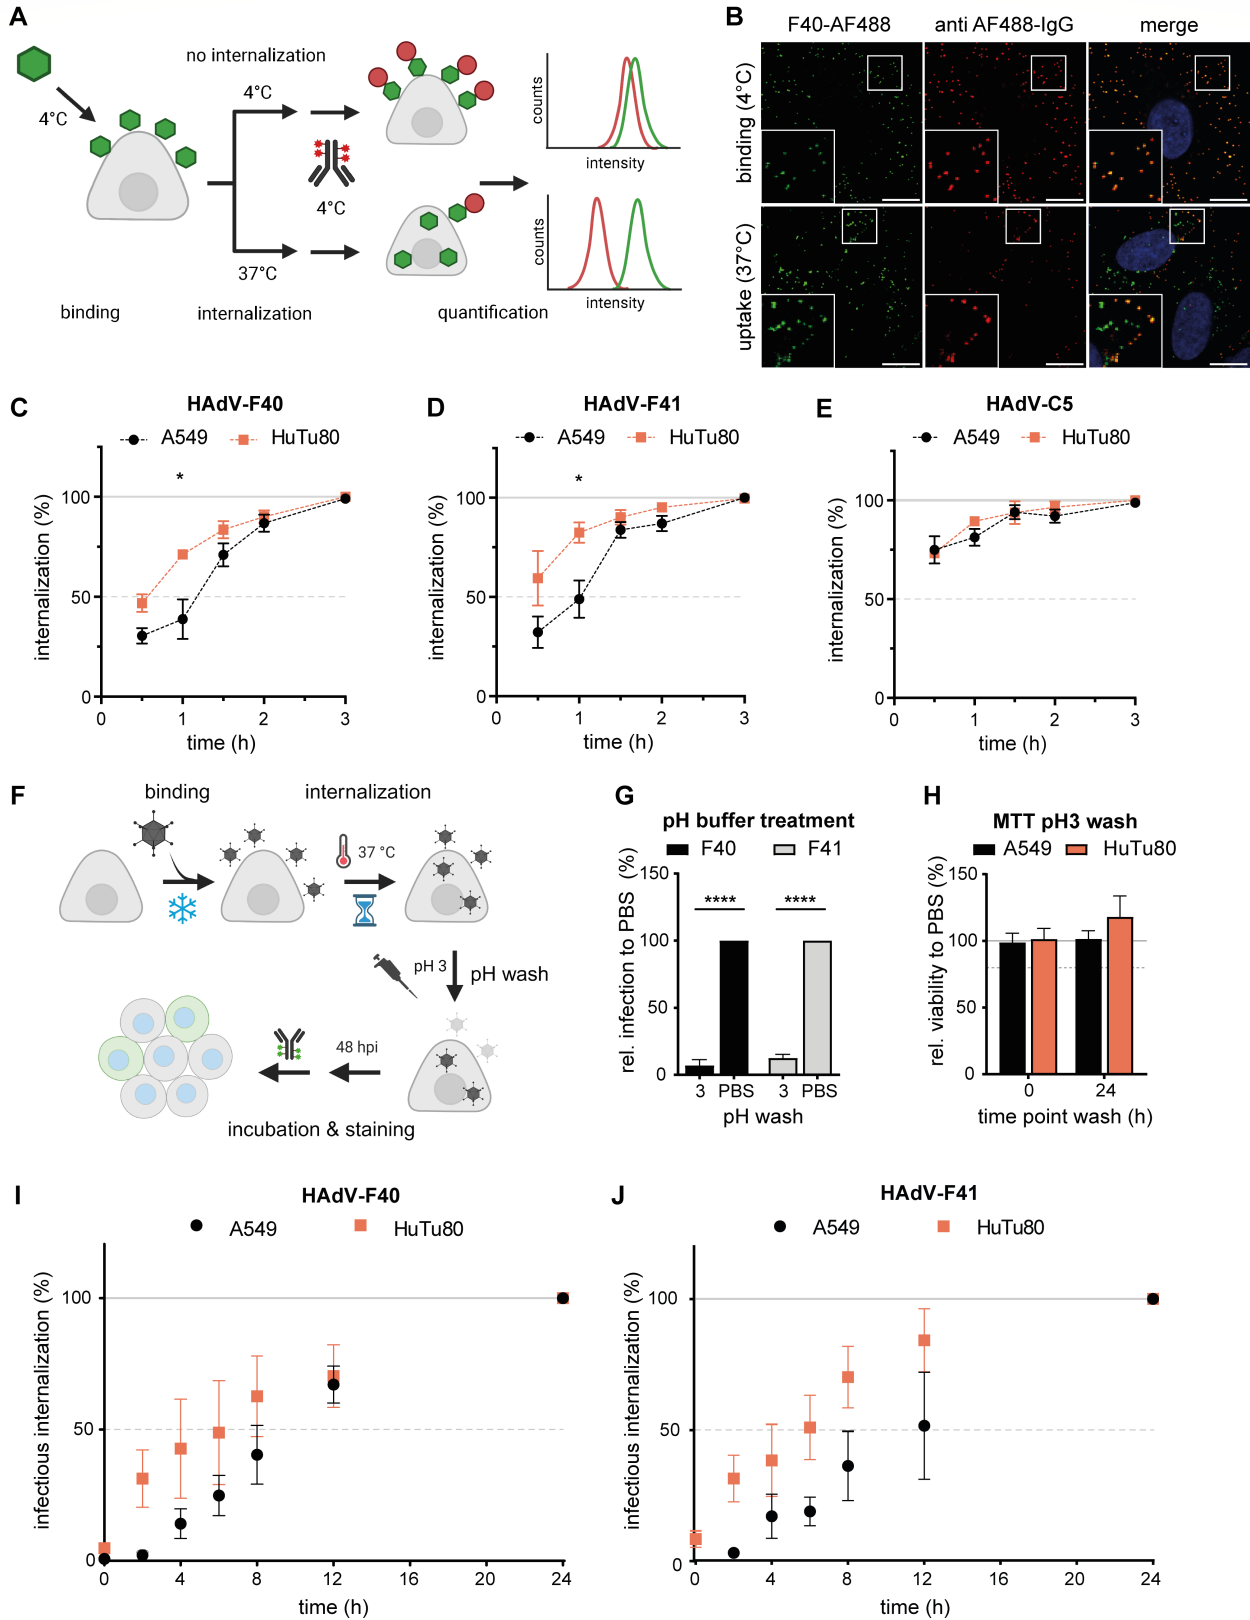 A
no internalization
4°C
4°C
4°C
37°C
binding
internalization
quantification
counts
intensity
counts
intensity
B
F40-AF488
anti AF488-IgG
merge
binding (4°C)
uptake (37°C)
C
HAdV-F40
A549
HuTu80
internalization (%)
100
50
0
0
1
2
3
time (h)
*
D
HAdV-F41
A549
HuTu80
internalization (%)
100
50
0
0
1
2
3
time (h)
*
E
HAdV-C5
A549
HuTu80
internalization (%)
100
50
0
0
1
2
3
time (h)
F
binding
internalization
37 °C
pH 3
pH wash
48 hpi
incubation & staining
G
pH buffer treatment
F40
F41
rel. infection to PBS (%)
150
100
50
0
****
****
3
PBS
3
PBS
pH wash
H
MTT pH3 wash
A549
HuTu80
rel. viability to PBS (%)
150
100
50
0
0
24
time point wash (h)
I
HAdV-F40
A549
HuTu80
infectious internalization (%)
100
50
0
0
4
8
12
16
20
24
time (h)
J
HAdV-F41
A549
HuTu80
infectious internalization (%)
100
50
0
0
4
8
12
16
20
24
time (h)